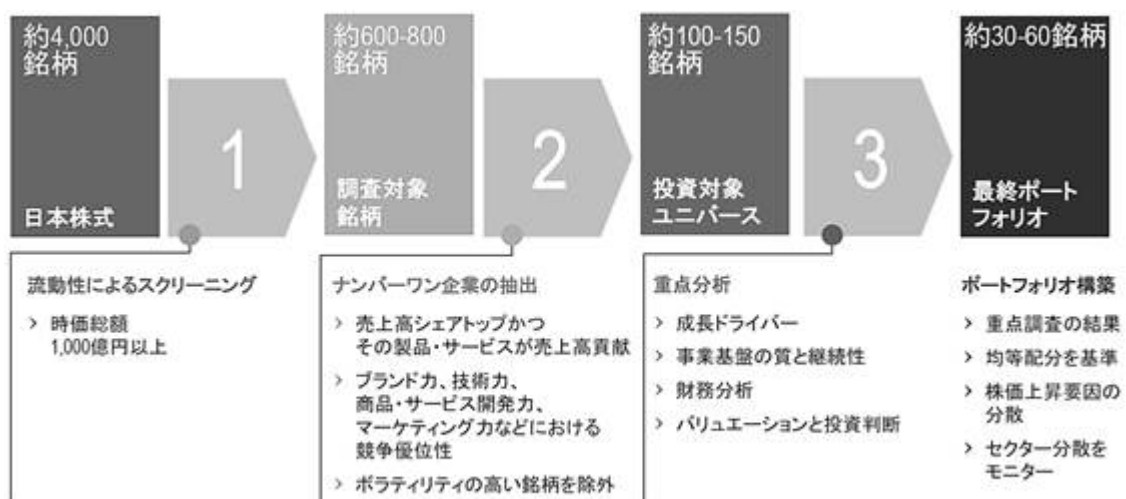 約4,000
銘柄
日本株式
1
約600-800
銘柄
調査対象
銘柄
2
約100-150
銘柄
投資対象
ユニバース
3
約30-60銘柄
最終ポート
フォリオ
流動性によるスクリーニング
> 時価総額
1,000億円以上
ナンバーワン企業の抽出
> 売上高シェアトップかつ
その製品・サービスが売上高貢献
> ブランド力、技術力、
商品・サービス開発力、
マーケティング力などにおける
競争優位性
> ボラティリティの高い銘柄を除外
重点分析
> 成長ドライバー
> 事業基盤の質と継続性
> 財務分析
> バリュエーションと投資判断
ポートフォリオ構築
> 重点調査の結果
> 均等配分を基準
> 株価上昇要因の
分散
> セクター分散を
モニター